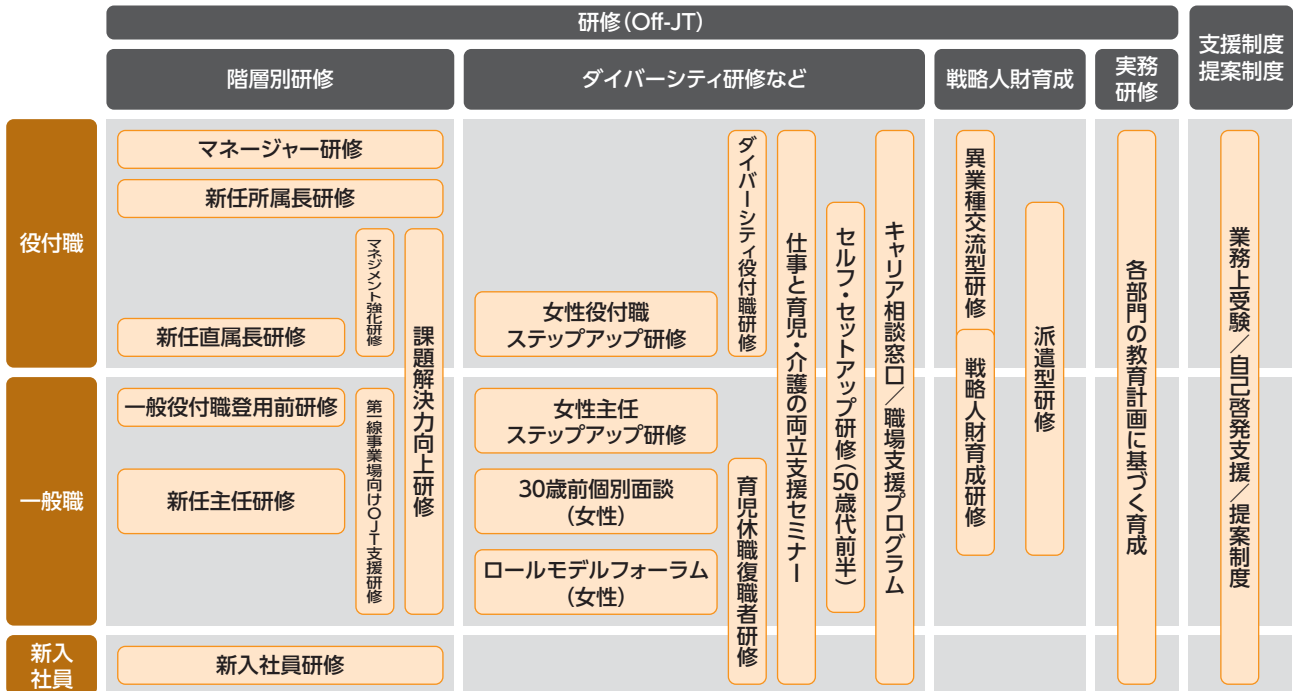 研修(Off-JT)
支援制度
提案制度
階層別研修
ダイバーシティ研修など
戦略人財育成
実務
研修
役付職
マネージャー研修
新任所属長研修
マネジメント強化研修
課題解決力向上研修
新任直属長研修
女性役付職
ステップアップ研修
ダイバーシティ役付職研修
仕事と育児・介護の両立支援セミナー
セルフ・セットアップ研修(50歳代前半)
キャリア相談窓口/職場支援プログラム
異業種交流型研修
戦略人財育成研修
派遣型研修
各部門の教育計画に基づく育成
業務上受験/自己啓発支援/提案制度
一般職
一般役付職登用前研修
第一線事業場向けOJT支援研修
新任主任研修
女性主任
ステップアップ研修
30歳前個別面談
(女性)
ロールモデルフォーラム
(女性)
育児休職復職者研修
新入
社員
新入社員研修